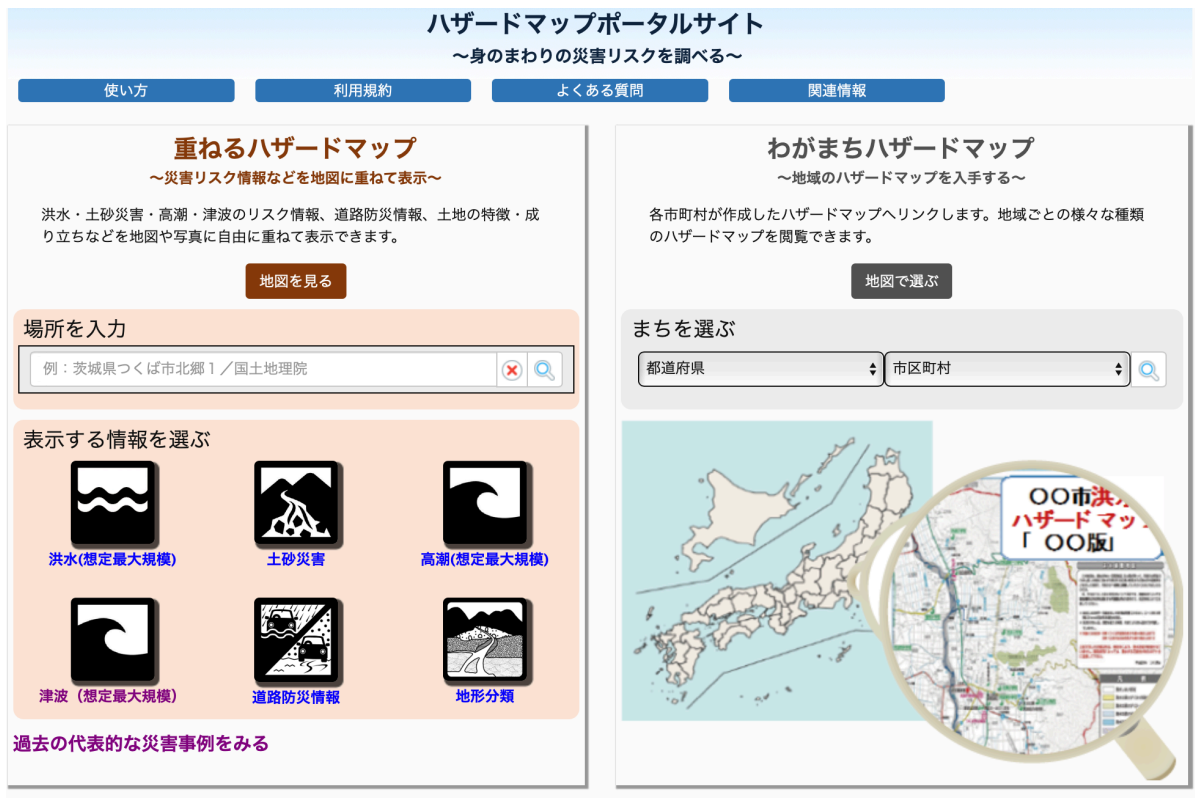 ハザードマップポータルサイト
～身のまわりの災害リスクを調べる～
使い方
利用規約
よくある質問
関連情報
重ねるハザードマップ
～災害リスク情報などを地図に重ねて表示～
洪水・土砂災害・高潮・津波のリスク情報、道路防災情報、土地の特徴・成
り立ちなどを地図や写真に自由に重ねて表示できます。
地図を見る
場所を入力
例：茨城県つくば市北郷１／国土地理院
表示する情報を選ぶ
洪水(想定最大規模)
土砂災害
高潮(想定最大規模)
津波（想定最大規模）
道路防災情報
地形分類
過去の代表的な災害事例をみる
わがまちハザードマップ
～地域のハザードマップを入手する～
各市町村が作成したハザードマップへリンクします。地域ごとの様々な種類
のハザードマップを閲覧できます。
地図で選ぶ
まちを選ぶ
都道府県
市区町村
〇〇市洪水
ハザードマッ
「 〇〇版」